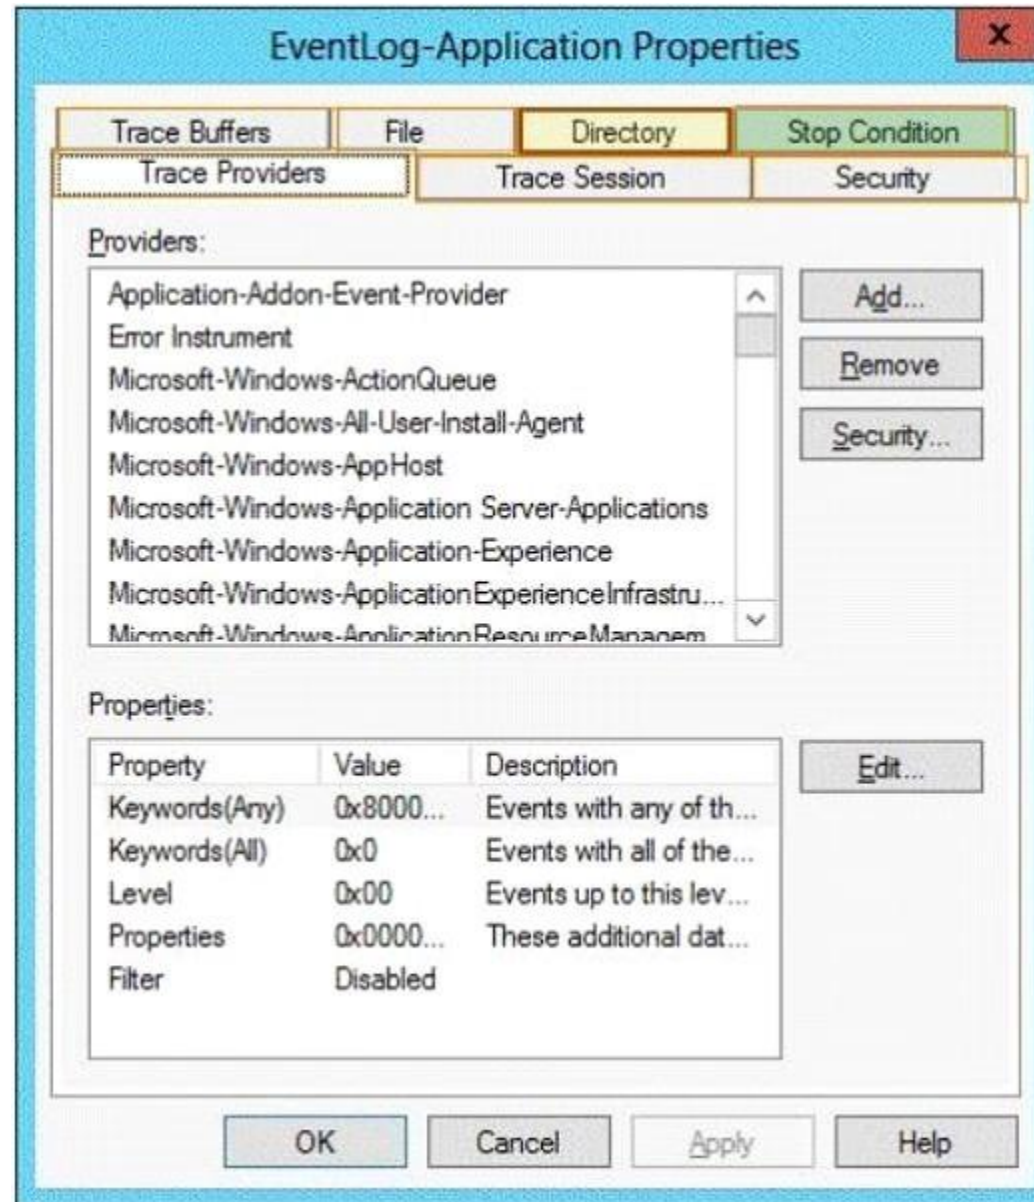 EventLog-Application Properties
x
Trace Buffers File Directory Stop Condition
Trace Providers Trace Session Security
Providers:
Application-Addon-Event-Provider
Error Instrument
Microsoft-Windows-ActionQueue
Microsoft-Windows-All-User-Install-Agent
Microsoft-Windows-AppHost
Microsoft-Windows-Application Server-Applications
Microsoft-Windows-Application-Experience
Microsoft-Windows-ApplicationExperienceInfrastru...
Microsoft-Windows-ApplicationResourceManagem
Add...
Remove
Security...
Properties:
Property Value Description
Keywords(Any) 0x8000... Events with any of th...
Keywords(All) 0x0 Events with all of the...
Level 0x00 Events up to this lev...
Properties 0x0000... These additional dat...
Filter Disabled
Edit...
OK Cancel Apply Help